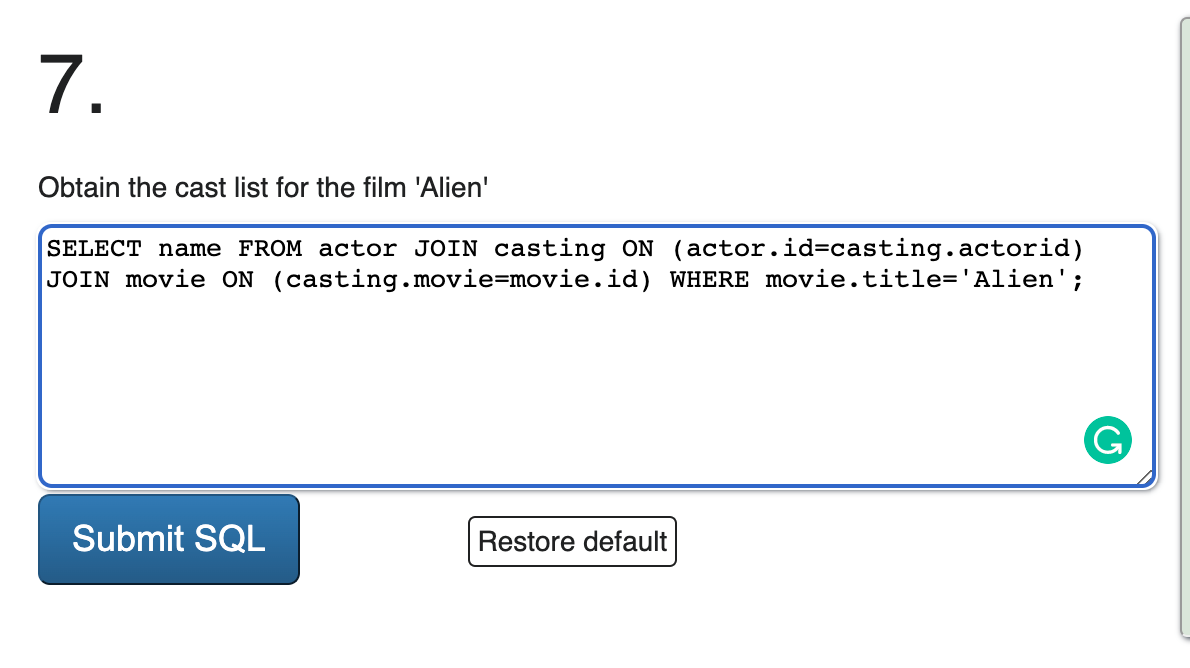 7.
Obtain the cast list for the film 'Alien'
SELECT name FROM actor JOIN casting ON (actor.id=casting.actorid)
JOIN movie ON (casting.movie=movie.id) WHERE movie.title='Alien';
Submit SQL
Restore default